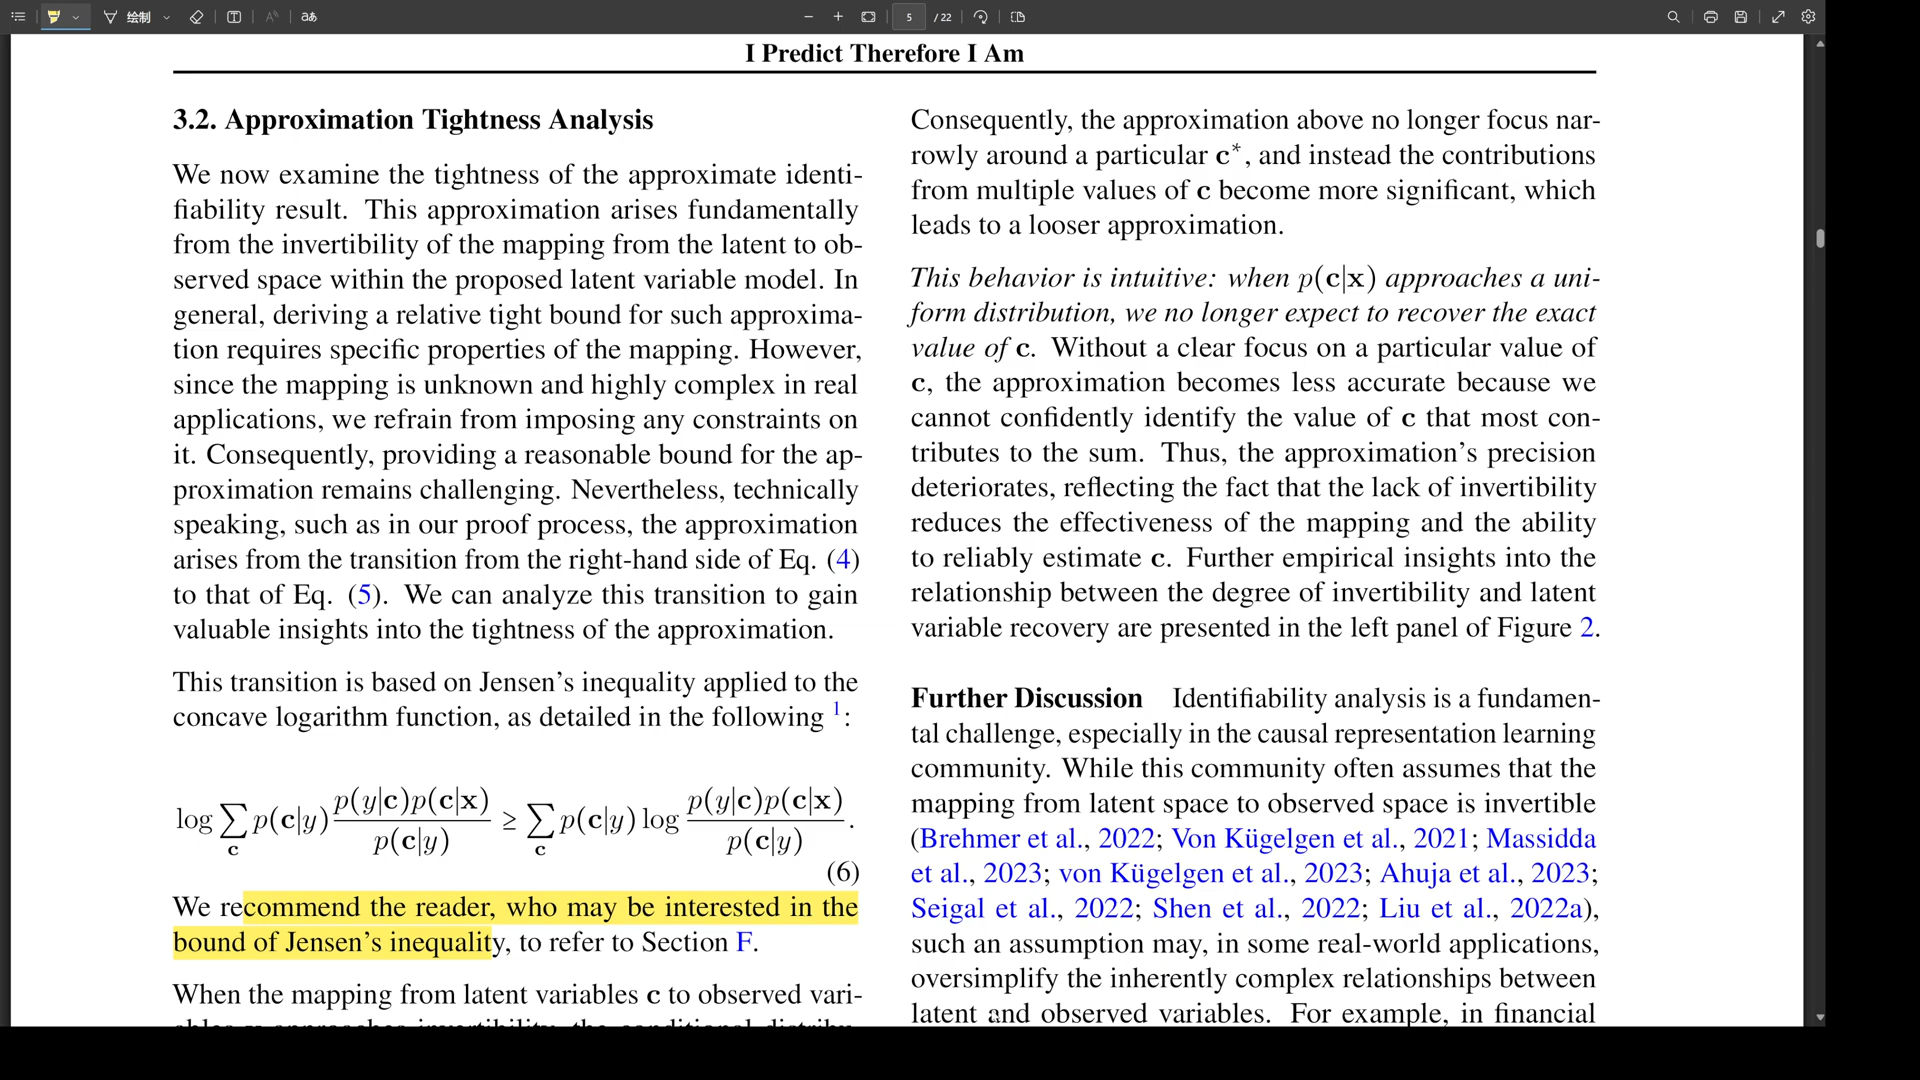 绘制
aあ
5
/ 22
I Predict Therefore I Am
3.2. Approximation Tightness Analysis
We now examine the tightness of the approximate identi-
fiability result. This approximation arises fundamentally
from the invertibility of the mapping from the latent to ob-
served space within the proposed latent variable model. In
general, deriving a relative tight bound for such approxima-
tion requires specific properties of the mapping. However,
since the mapping is unknown and highly complex in real
applications, we refrain from imposing any constraints on
it. Consequently, providing a reasonable bound for the ap-
proximation remains challenging. Nevertheless, technically
speaking, such as in our proof process, the approximation
arises from the transition from the right-hand side of Eq. (4)
to that of Eq. (5). We can analyze this transition to gain
valuable insights into the tightness of the approximation.
This transition is based on Jensen's inequality applied to the
concave logarithm function, as detailed in the following 1:
log ∑_c p(c|y) p(y|c)p(c|x) / p(c|y) ≥ ∑_c p(c|y) log p(y|c)p(c|x) / p(c|y) .
(6)
We recommend the reader, who may be interested in the
bound of Jensen's inequality, to refer to Section F.
When the mapping from latent variables c to observed vari-
Consequently, the approximation above no longer focus nar-
rowly around a particular c*, and instead the contributions
from multiple values of c become more significant, which
leads to a looser approximation.
This behavior is intuitive: when p(c|x) approaches a uni-
form distribution, we no longer expect to recover the exact
value of c. Without a clear focus on a particular value of
c, the approximation becomes less accurate because we
cannot confidently identify the value of c that most con-
tributes to the sum. Thus, the approximation's precision
deteriorates, reflecting the fact that the lack of invertibility
reduces the effectiveness of the mapping and the ability
to reliably estimate c. Further empirical insights into the
relationship between the degree of invertibility and latent
variable recovery are presented in the left panel of Figure 2.
Further Discussion Identifiability analysis is a fundamen-
tal challenge, especially in the causal representation learning
community. While this community often assumes that the
mapping from latent space to observed space is invertible
(Brehmer et al., 2022; Von Kügelgen et al., 2021; Massidda
et al., 2023; von Kügelgen et al., 2023; Ahuja et al., 2023;
Seigal et al., 2022; Shen et al., 2022; Liu et al., 2022a),
such an assumption may, in some real-world applications,
oversimplify the inherently complex relationships between
latent and observed variables. For example, in financial